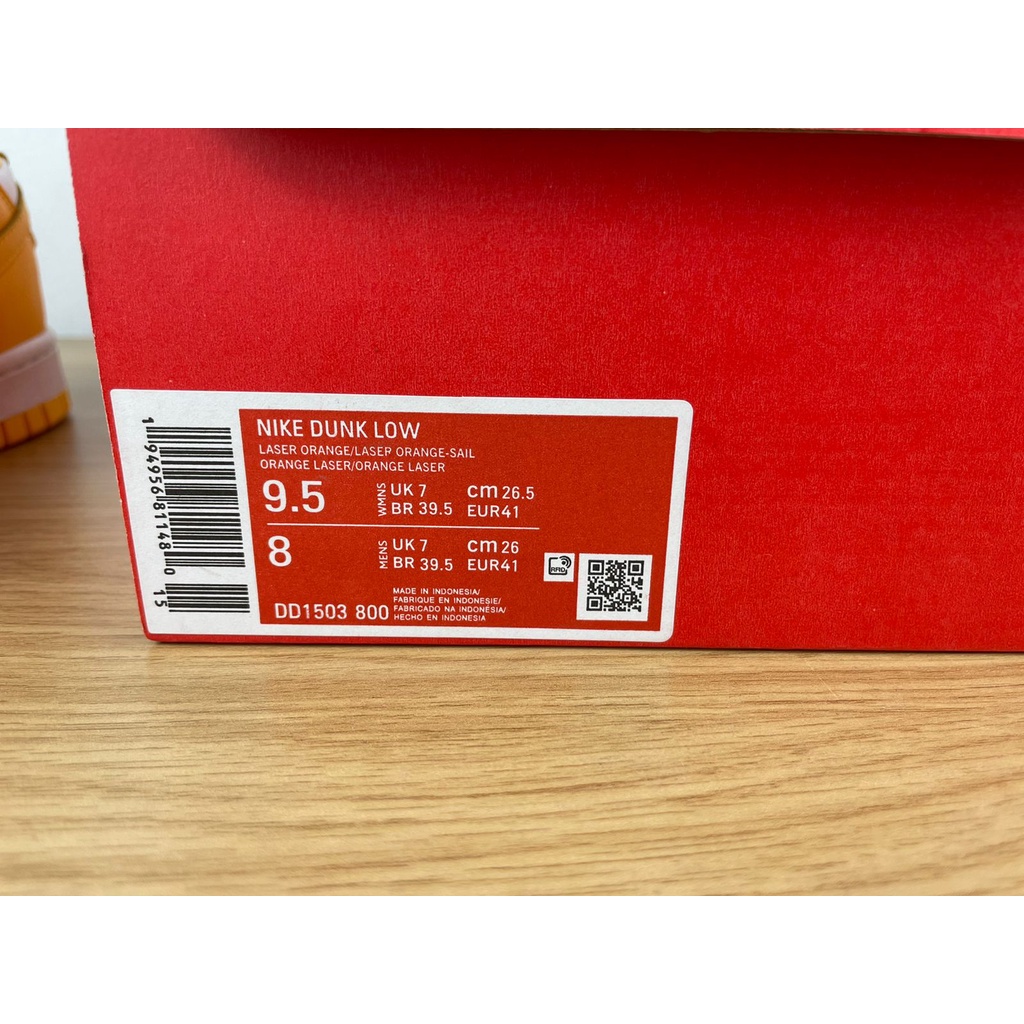 NIKE DUNK LOW
LASER ORANGE/LASER ORANGE-SAIL
ORANGE LASER/ORANGE LASER
9.5 WMNS UK 7 cm 26.5
BR 39.5 EUR41
8 MENS UK 7 cm 26
BR 39.5 EUR41
RFID
MADE IN INDONESIA/
FABRIQUE EN INDONESIE/
FABRICADO NA INDONÉSIA/
HECHO EN INDONESIA
DD1503 800
1 94956 81148 0 15